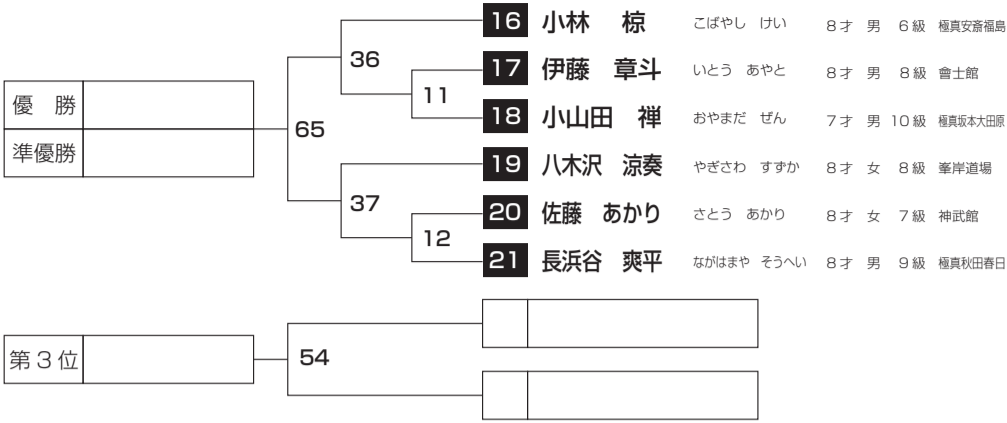 16 小林　椋 こばやし　けい 8才 男 6級 極真安斎福島
36
17 伊藤　章斗 いとう　あやと 8才 男 8級 會士館
優　勝
11
65
18 小山田　禅 おやまだ　ぜん 7才 男 10級 極真坂本大田原
準優勝
19 八木沢　涼奏 やぎさわ　すずか 8才 女 8級 峯岸道場
37
20 佐藤　あかり さとう　あかり 8才 女 7級 神武館
12
21 長浜谷　爽平 ながはまや　そうへい 8才 男 9級 極真秋田春日
第3位
54